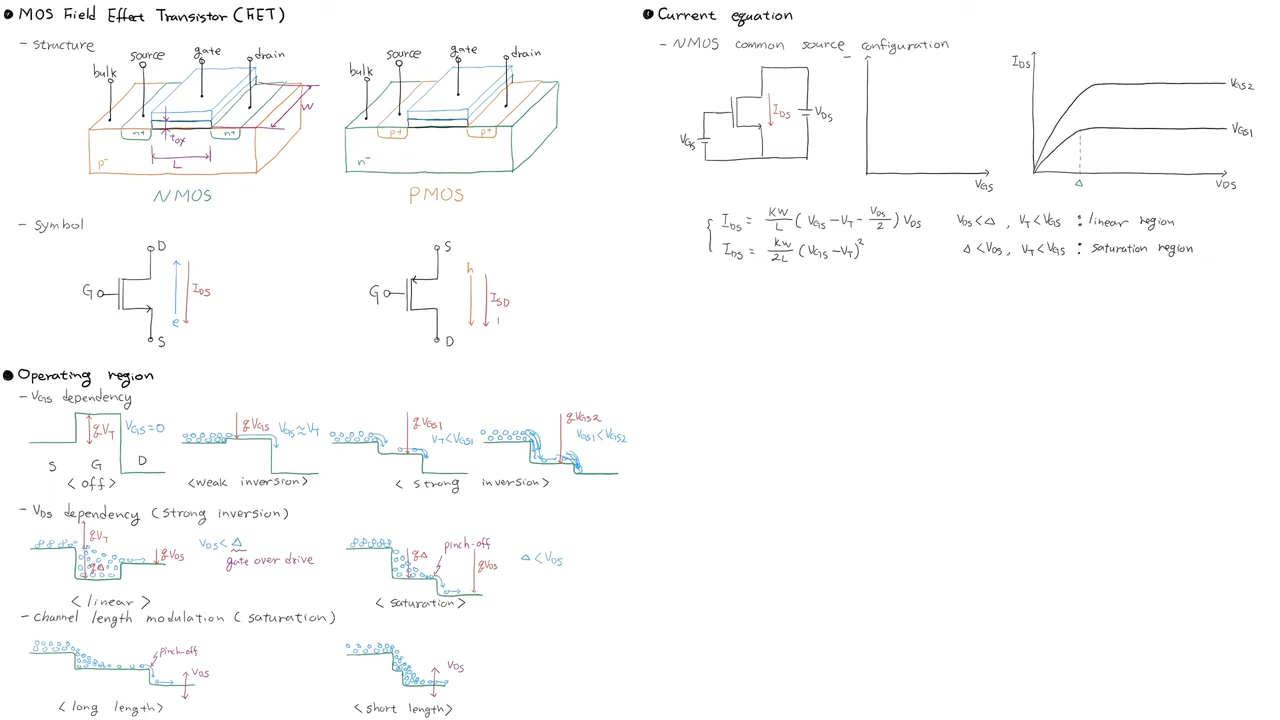 ● MOS Field Effect Transistor (FET)
- structure
bulk source gate drain
W
n+ n+
tox
L
p-
NMOS
bulk source gate drain
p+ p+
n-
PMOS
- symbol
D
G
IDS
e
S
S
G
h
ISD
D
● Operating region
- VGS dependency
qVT VGS=0
S G D
< off >
qVGS VGS≈VT
< weak inversion >
qVGS1 VT<VGS1
qVGS2 VGS1<VGS2
< strong inversion >
- VDS dependency (strong inversion)
qVT
qΔ
qVDS
VDS<Δ
gate over drive
< linear >
pinch-off
qΔ
qVDS
Δ<VDS
< saturation >
- channel length modulation (saturation)
pinch-off
VDS
< long length >
VDS
< short length >
● Current equation
- NMOS common source configuration
VGS
IDS
VDS
VGS
IDS
VGS2
VGS1
Δ
VDS
IDS = KW/L (VGS-VT-VDS/2) VDS VDS<Δ, VT<VGS : linear region
IDS = KW/2L (VGS-VT)² Δ<VDS, VT<VGS : saturation region